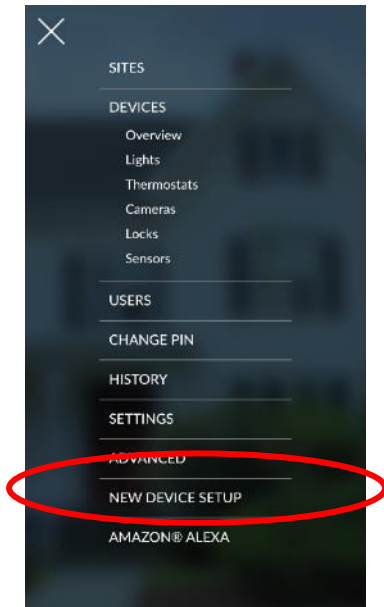 SITES
DEVICES
Overview
Lights
Thermostats
Cameras
Locks
Sensors
USERS
CHANGE PIN
HISTORY
SETTINGS
ADVANCED
NEW DEVICE SETUP
AMAZON® ALEXA